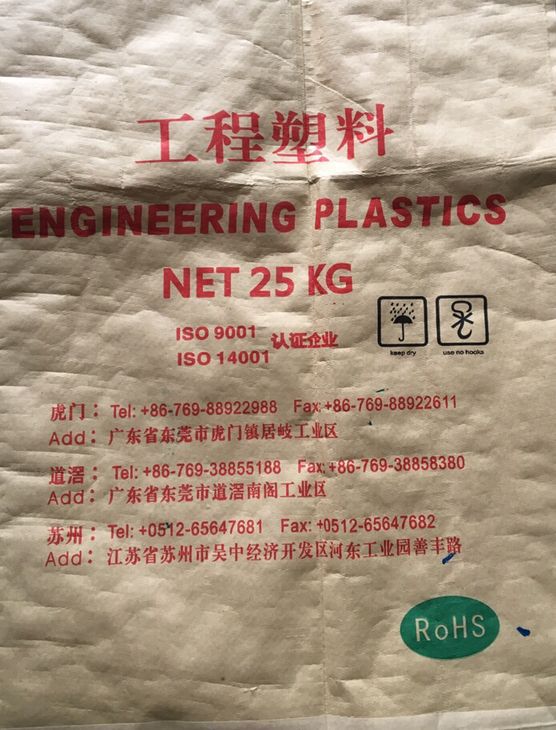 工程塑料
ENGINEERING PLASTICS
NET 25 KG
ISO 9001 认证企业
ISO 14001
keep dry
use no hooks
虎门： Tel: +86-769-88922988 Fax: +86-769-88922611
Add： 广东省东莞市虎门镇居岐工业区
道滘： Tel: +86-769-38855188 Fax: +86-769-38858380
Add： 广东省东莞市道滘南阁工业区
苏州： Tel: +0512-65647681 Fax: +0512-65647682
Add： 江苏省苏州市吴中经济开发区河东工业园善丰路
RoHS